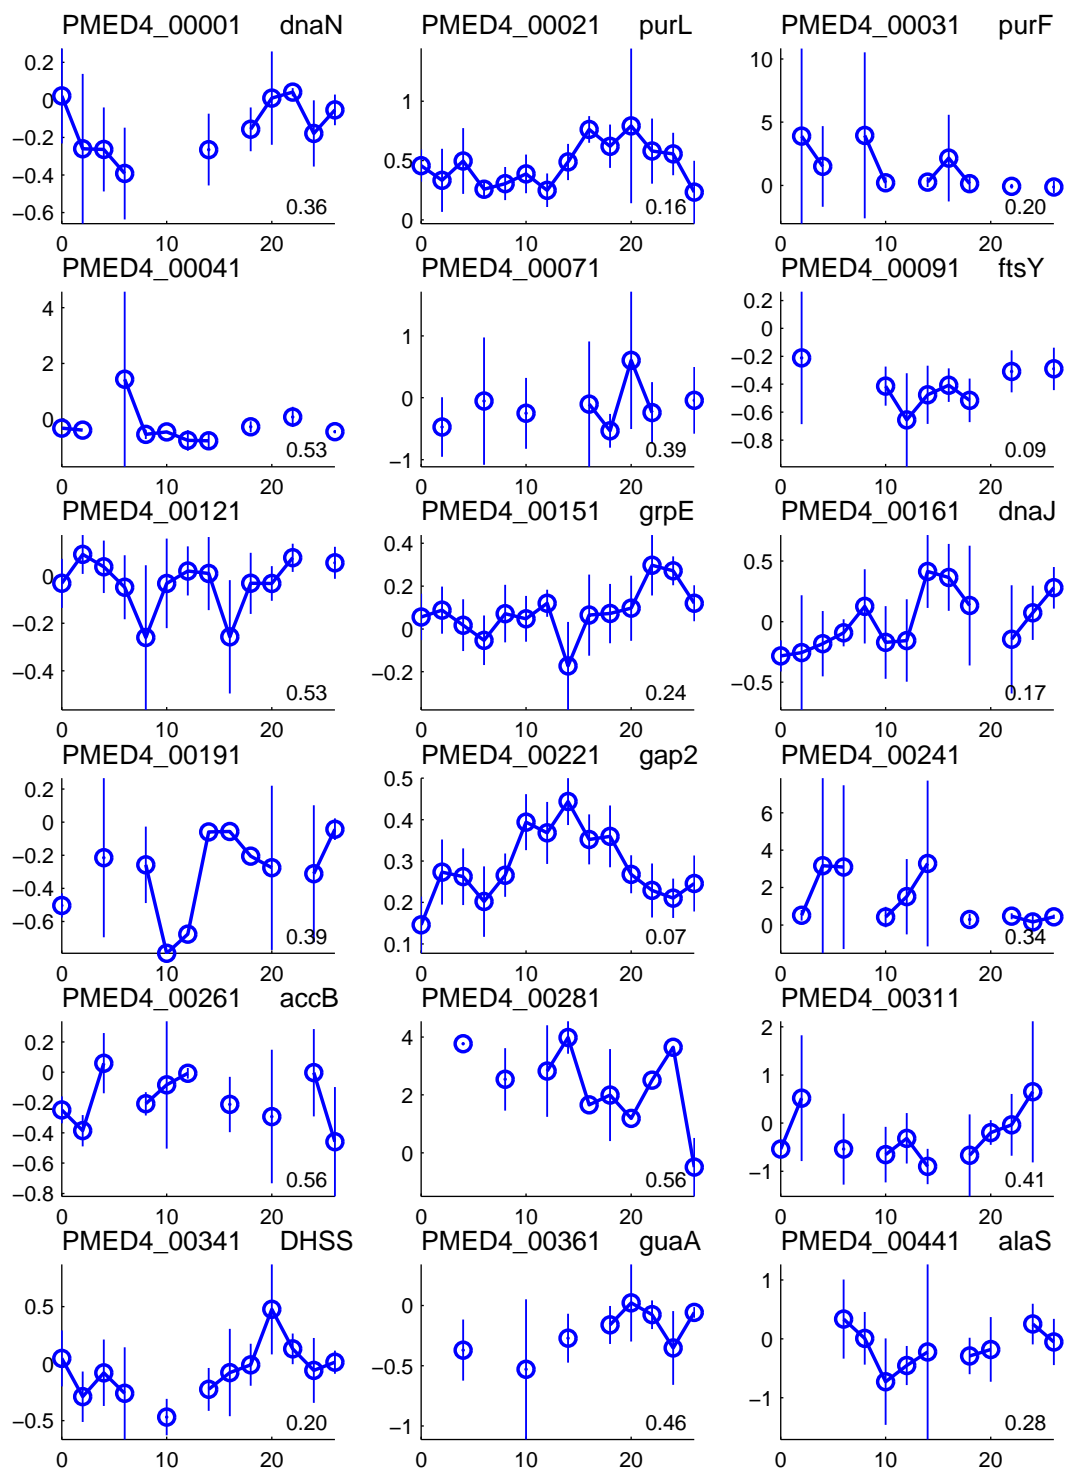 PMED4_00001 dnaN PMED4_00021 purL PMED4_00031 purF
0.2 0 −0.2 −0.4 −0.6 0.36 0 10 20
1 0.5 0 0.16 0 10 20
10 5 0 0.20 0 10 20
PMED4_00041 PMED4_00071 PMED4_00091 ftsY
4 2 0 0.53 0 10 20
1 0 −1 0.39 0 10 20
0.2 0 −0.2 −0.4 −0.6 −0.8 0.09 0 10 20
PMED4_00121 PMED4_00151 grpE PMED4_00161 dnaJ
0 −0.2 −0.4 0.53 0 10 20
0.4 0.2 0 −0.2 0.24 0 10 20
0.5 0 −0.5 0.17 0 10 20
PMED4_00191 PMED4_00221 gap2 PMED4_00241
0.2 0 −0.2 −0.4 −0.6 0.39 0 10 20
0.5 0.4 0.3 0.2 0.1 0.07 0 10 20
6 4 2 0 0.34 0 10 20
PMED4_00261 accB PMED4_00281 PMED4_00311
0.2 0 −0.2 −0.4 −0.6 −0.8 0.56 0 10 20
4 2 0 0.56 0 10 20
2 1 0 −1 0.41 0 10 20
PMED4_00341 DHSS PMED4_00361 guaA PMED4_00441 alaS
0.5 0 −0.5 0.20 0 10 20
0 −0.5 −1 0.46 0 10 20
1 0 −1 0.28 0 10 20